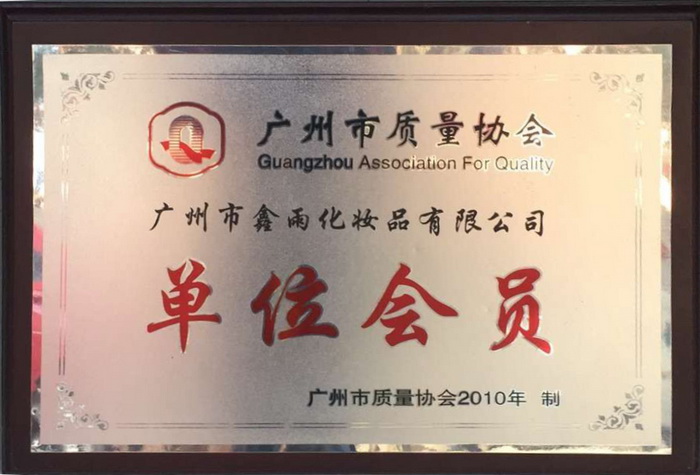 广州市质量协会
Guangzhou Association For Quality
广州市鑫雨化妆品有限公司
单位会员
广州市质量协会2010年 制